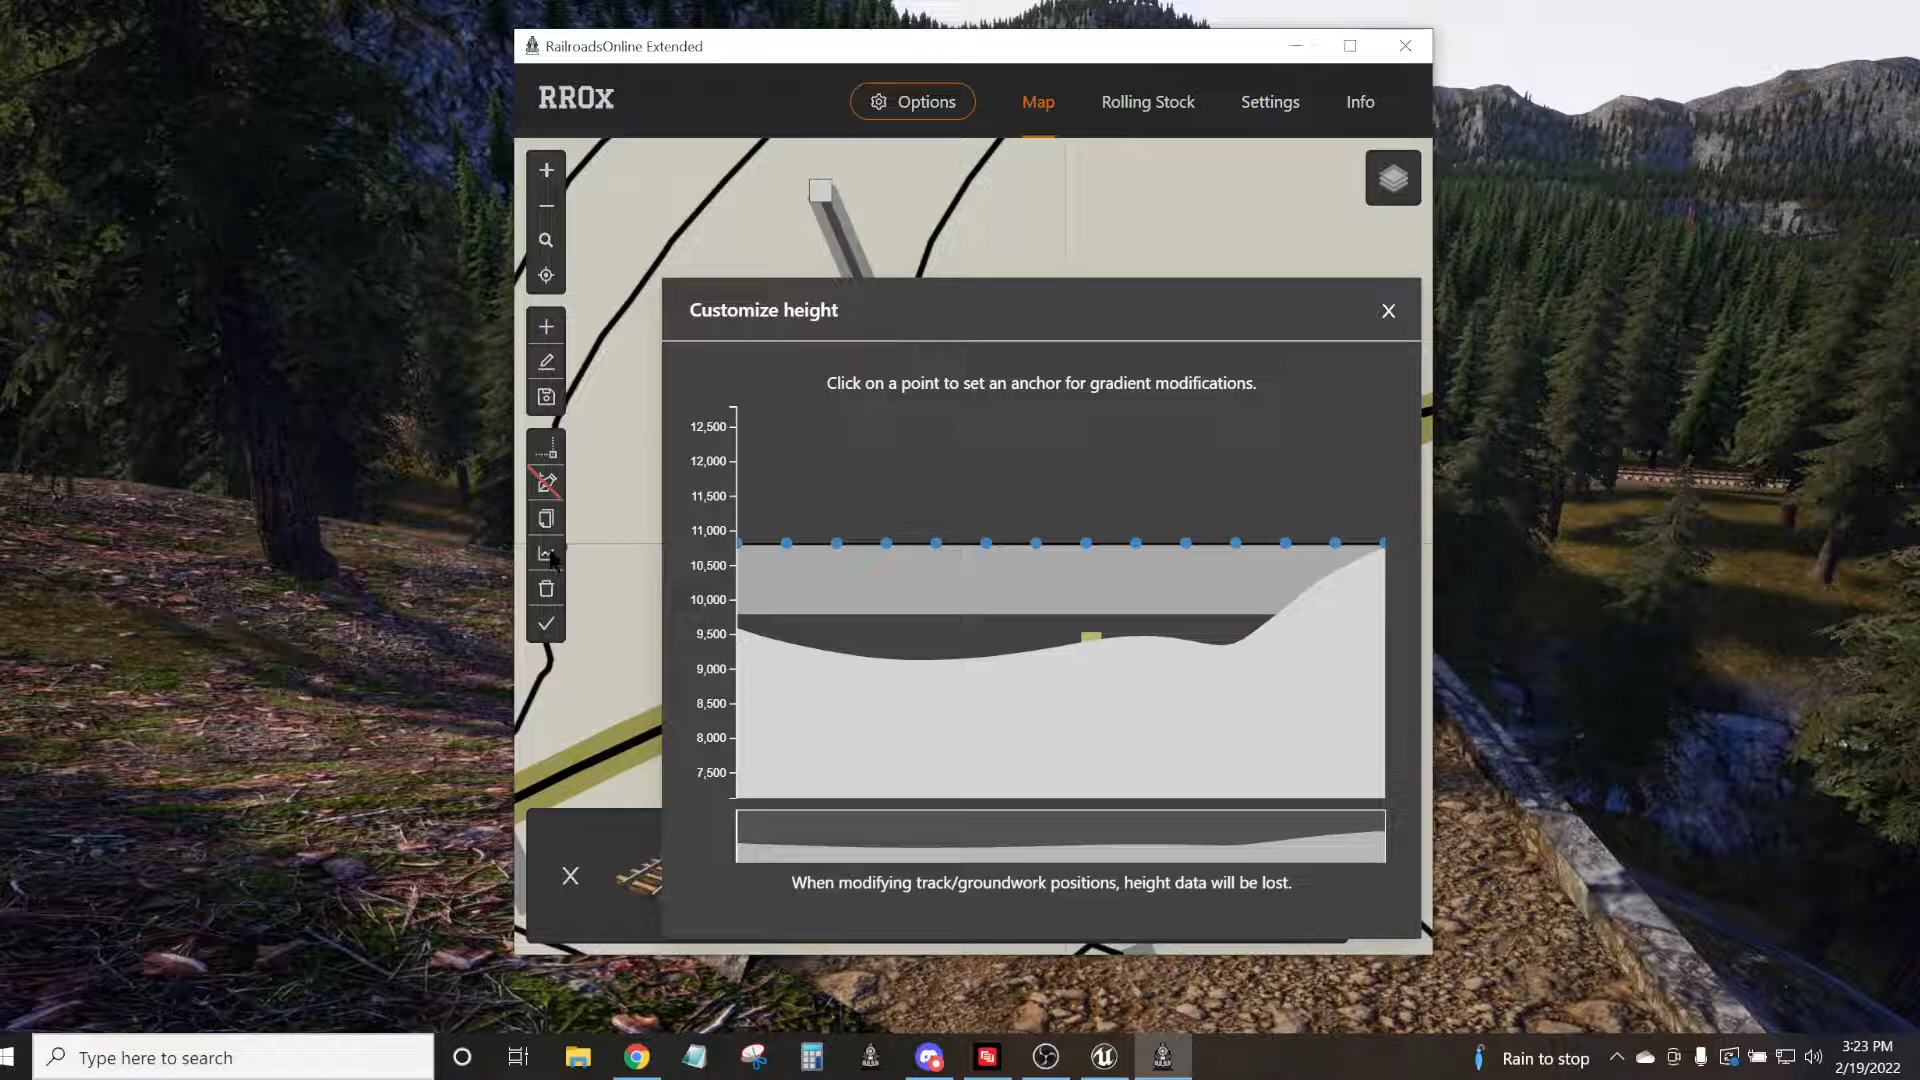 RailroadsOnline Extended
RROx
Options
Map
Rolling Stock
Settings
Info
Customize height
Click on a point to set an anchor for gradient modifications.
12,500
12,000
11,500
11,000
10,500
10,000
9,500
9,000
8,500
8,000
7,500
When modifying track/groundwork positions, height data will be lost.
Type here to search
Rain to stop
3:23 PM
2/19/2022